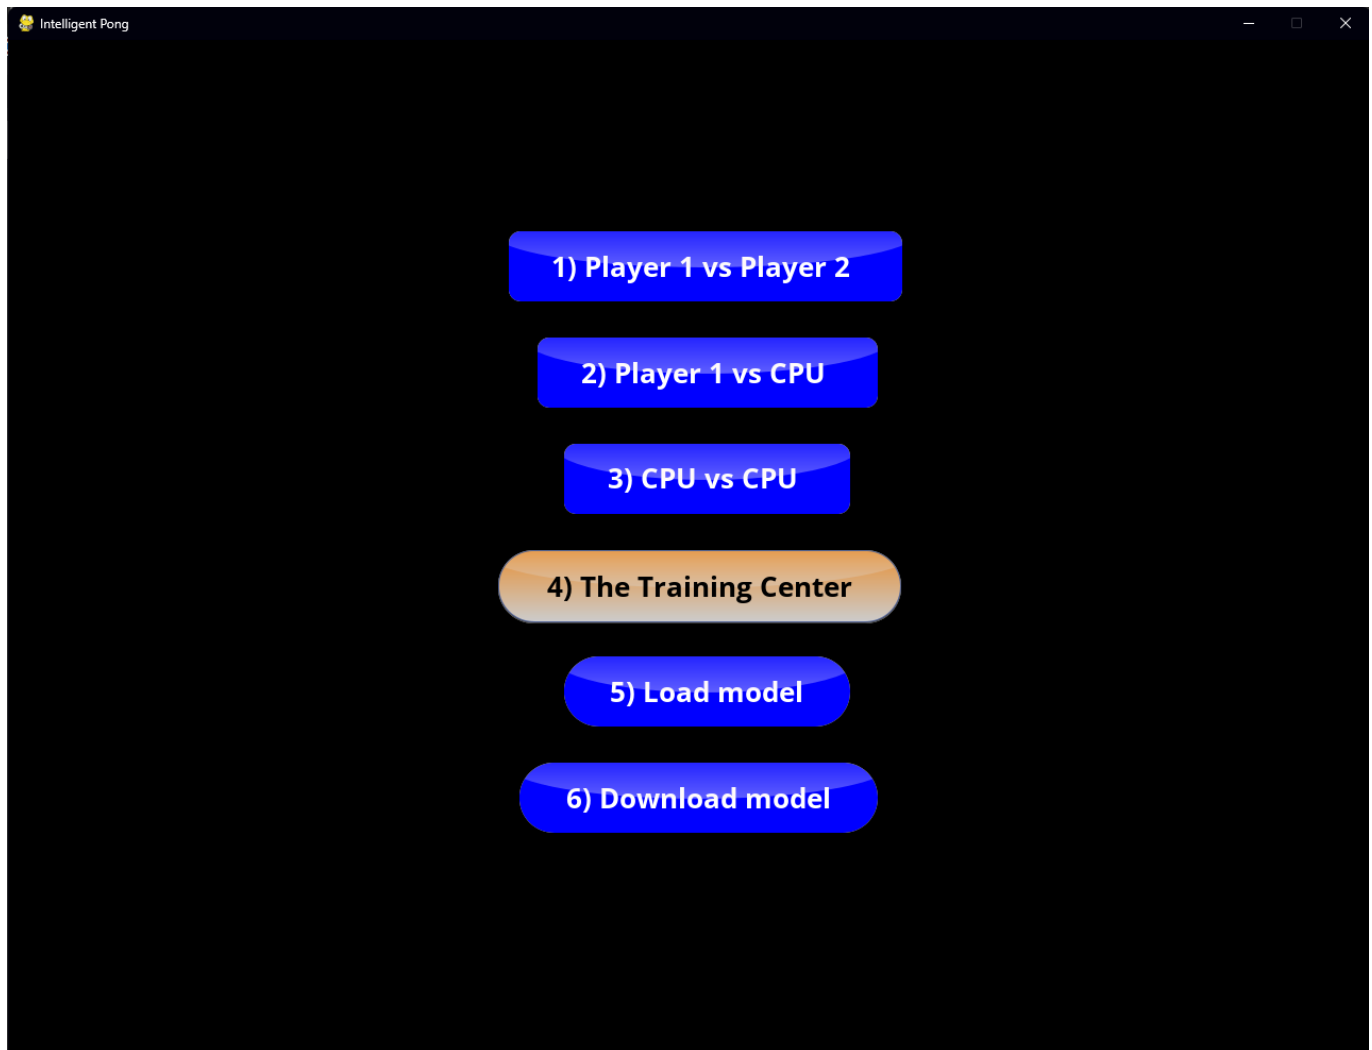 Intelligent Pong
1) Player 1 vs Player 2
2) Player 1 vs CPU
3) CPU vs CPU
4) The Training Center
5) Load model
6) Download model